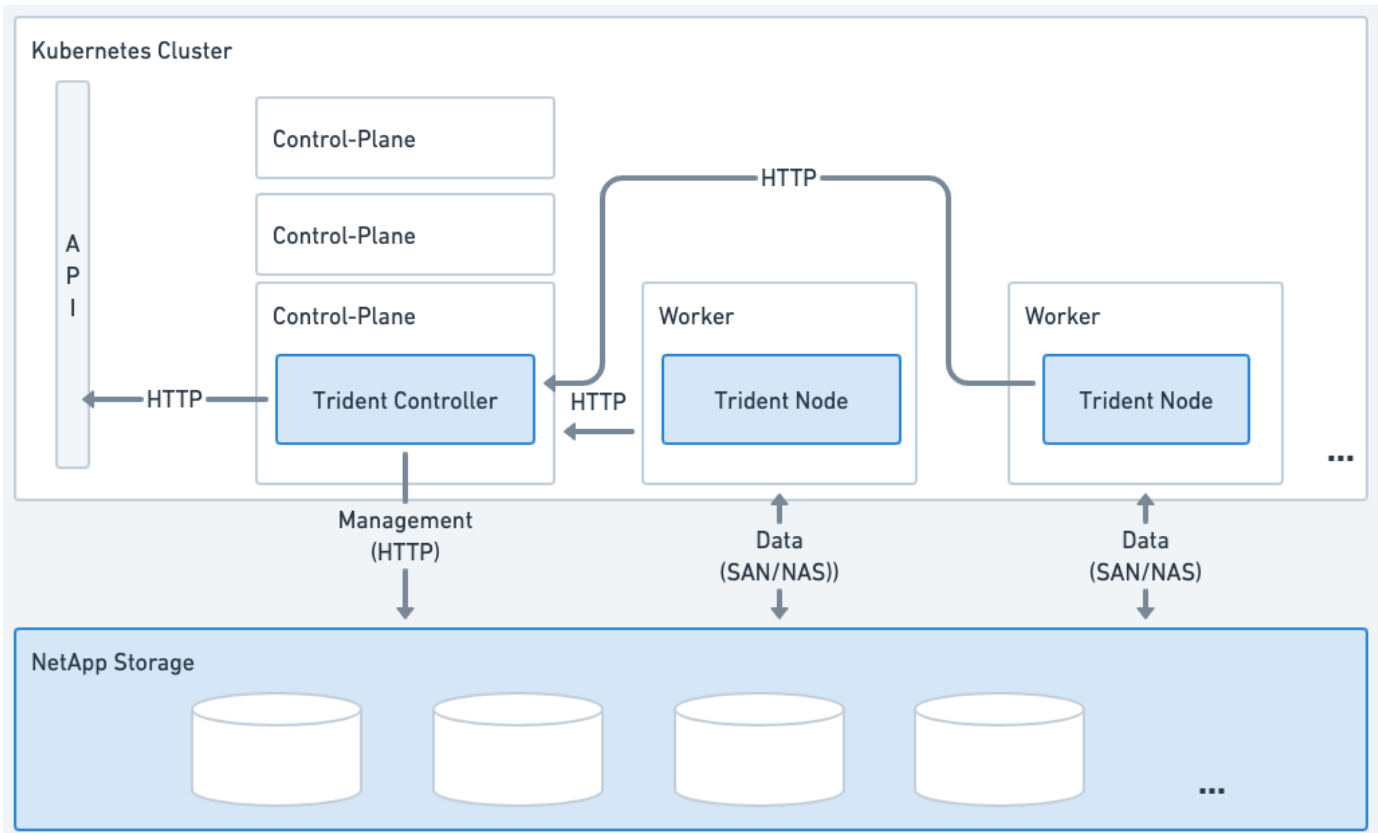 Kubernetes Cluster
A
P
I
Control-Plane
Control-Plane
Control-Plane
Trident Controller
HTTP
HTTP
HTTP
Worker
Trident Node
Worker
Trident Node
...
Management
(HTTP)
Data
(SAN/NAS))
Data
(SAN/NAS)
NetApp Storage
...